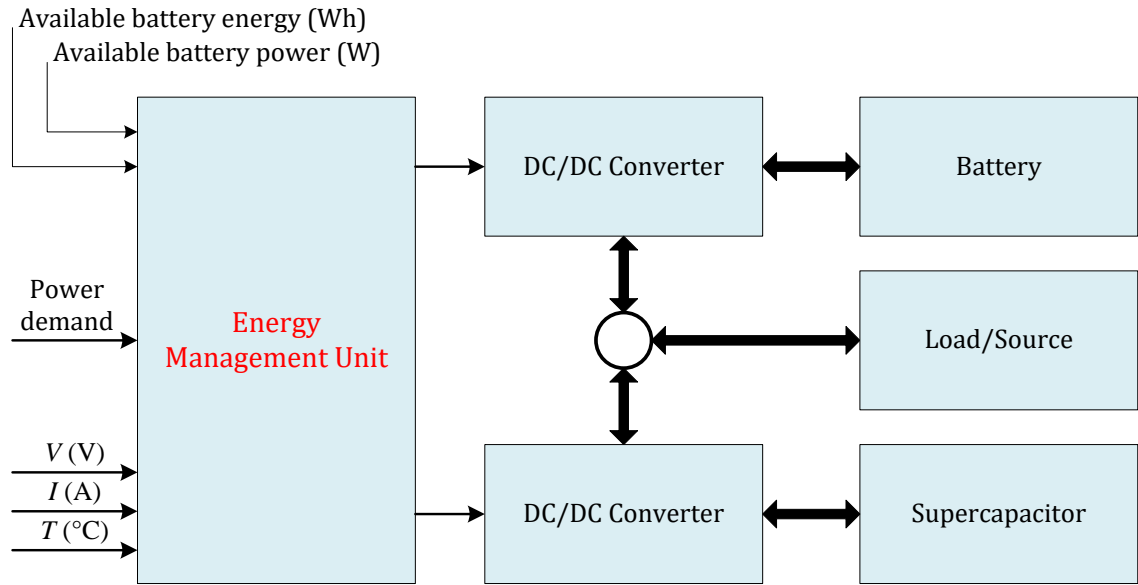 Available battery energy (Wh)
Available battery power (W)
DC/DC Converter
Battery
Power
demand
Energy
Management Unit
Load/Source
V (V)
I (A)
T (°C)
DC/DC Converter
Supercapacitor